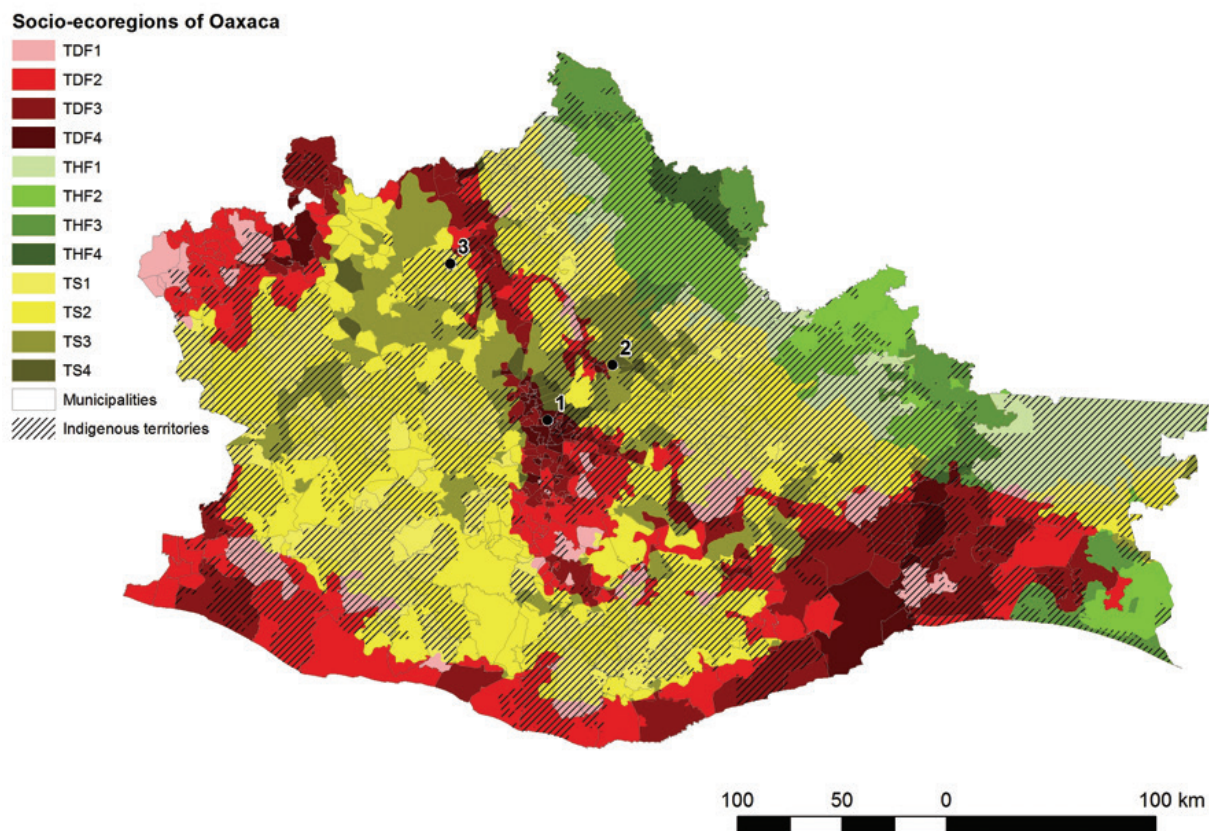 Socio-ecoregions of Oaxaca
TDF1
TDF2
TDF3
TDF4
THF1
THF2
THF3
THF4
TS1
TS2
TS3
TS4
Municipalities
Indigenous territories
3
2
1
100 50 0 100 km